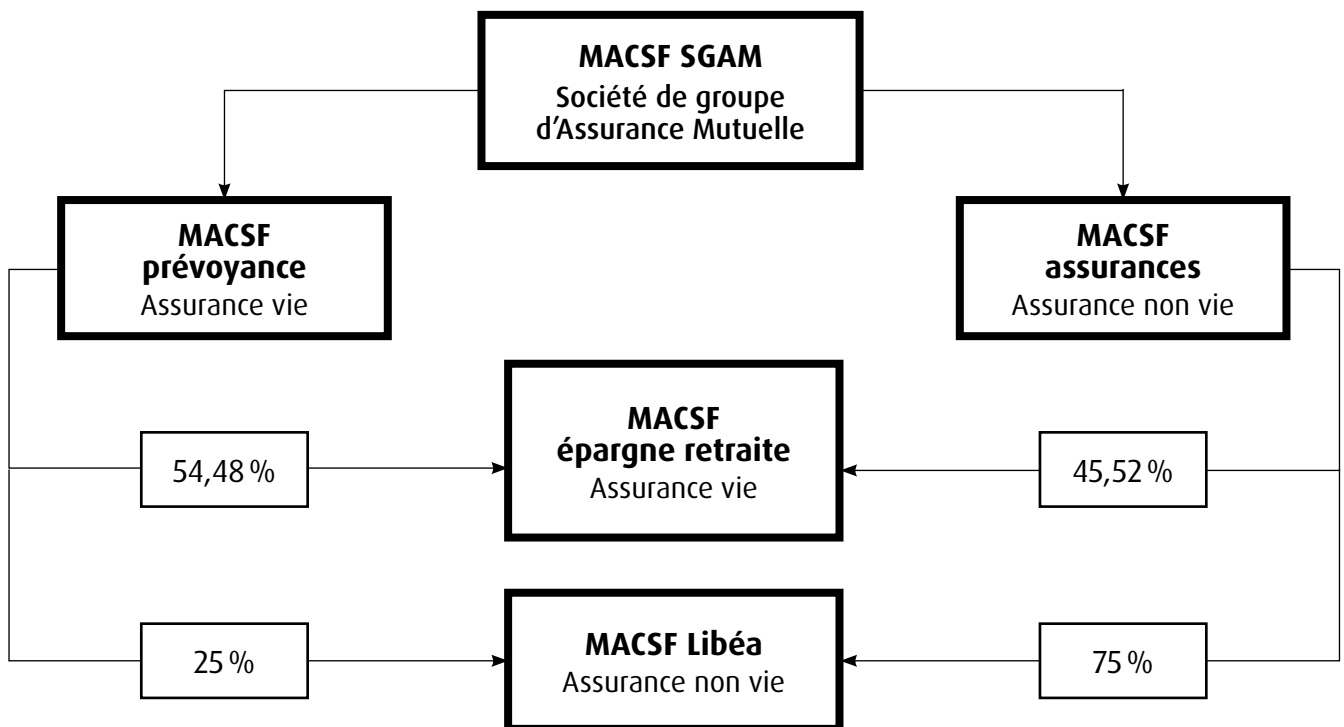 MACSF SGAM
Société de groupe
d'Assurance Mutuelle
MACSF
prévoyance
Assurance vie
MACSF
assurances
Assurance non vie
MACSF
épargne retraite
Assurance vie
54,48 %
45,52 %
MACSF Libéa
Assurance non vie
25 %
75 %